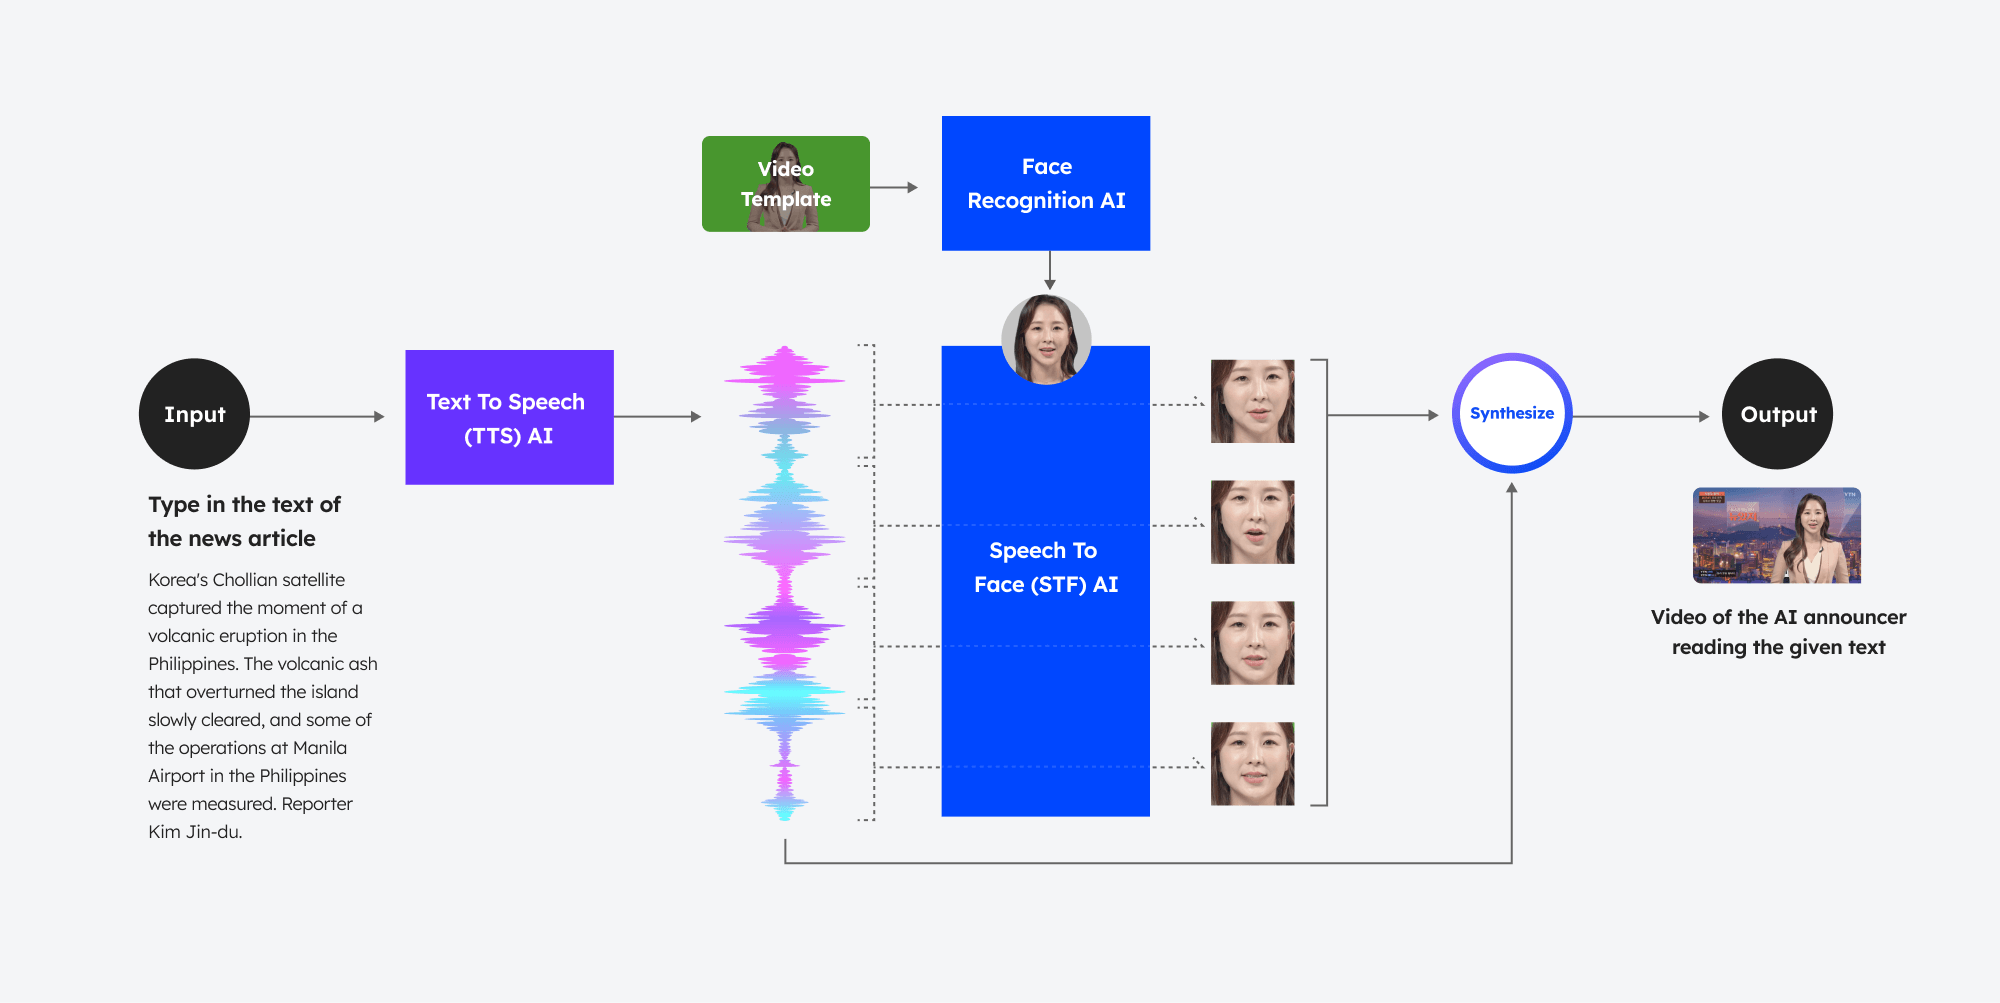 Video
Template
Face
Recognition AI
Input
Text To Speech
(TTS) AI
Synthesize
Output
Type in the text of
the news article
Korea's Chollian satellite
captured the moment of a
volcanic eruption in the
Philippines. The volcanic ash
that overturned the island
slowly cleared, and some of
the operations at Manila
Airport in the Philippines
were measured. Reporter
Kim Jin-du.
Speech To
Face (STF) AI
YTN
Video of the AI announcer
reading the given text